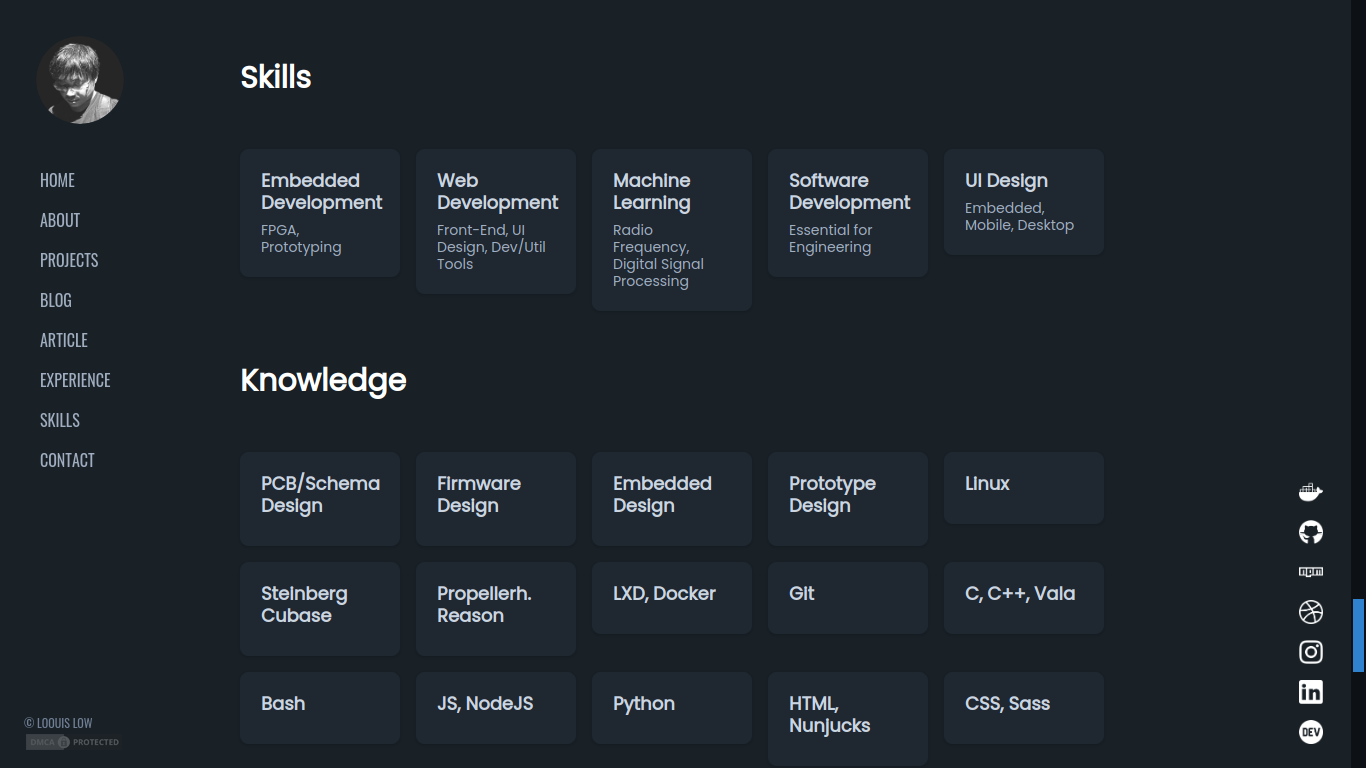 HOME
ABOUT
PROJECTS
BLOG
ARTICLE
EXPERIENCE
SKILLS
CONTACT
© LOOUIS LOW
DMCA PROTECTED
Skills
Embedded
Development
FPGA,
Prototyping
Web
Development
Front-End, UI
Design, Dev/Util
Tools
Machine
Learning
Radio
Frequency,
Digital Signal
Processing
Software
Development
Essential for
Engineering
UI Design
Embedded,
Mobile, Desktop
Knowledge
PCB/Schema
Design
Firmware
Design
Embedded
Design
Prototype
Design
Linux
Steinberg
Cubase
Propellerh.
Reason
LXD, Docker
Git
C, C++, Vala
Bash
JS, NodeJS
Python
HTML,
Nunjucks
CSS, Sass
npm
in
DEV